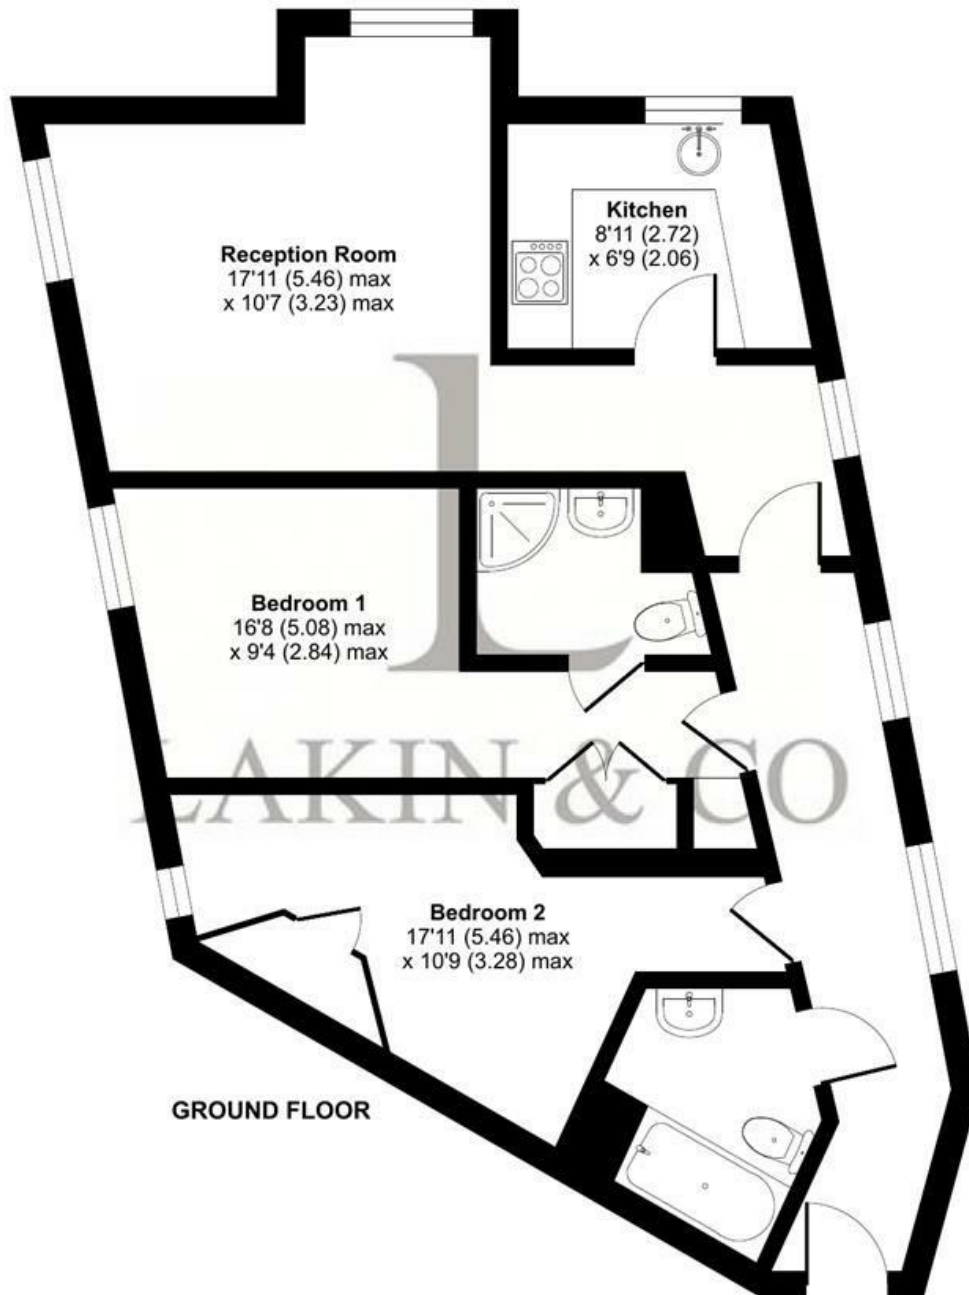 Kitchen
8'11 (2.72)
x 6'9 (2.06)
Reception Room
17'11 (5.46) max
x 10'7 (3.23) max
L
Bedroom 1
16'8 (5.08) max
x 9'4 (2.84) max
LAKIN & CO
Bedroom 2
17'11 (5.46) max
x 10'9 (3.28) max
GROUND FLOOR